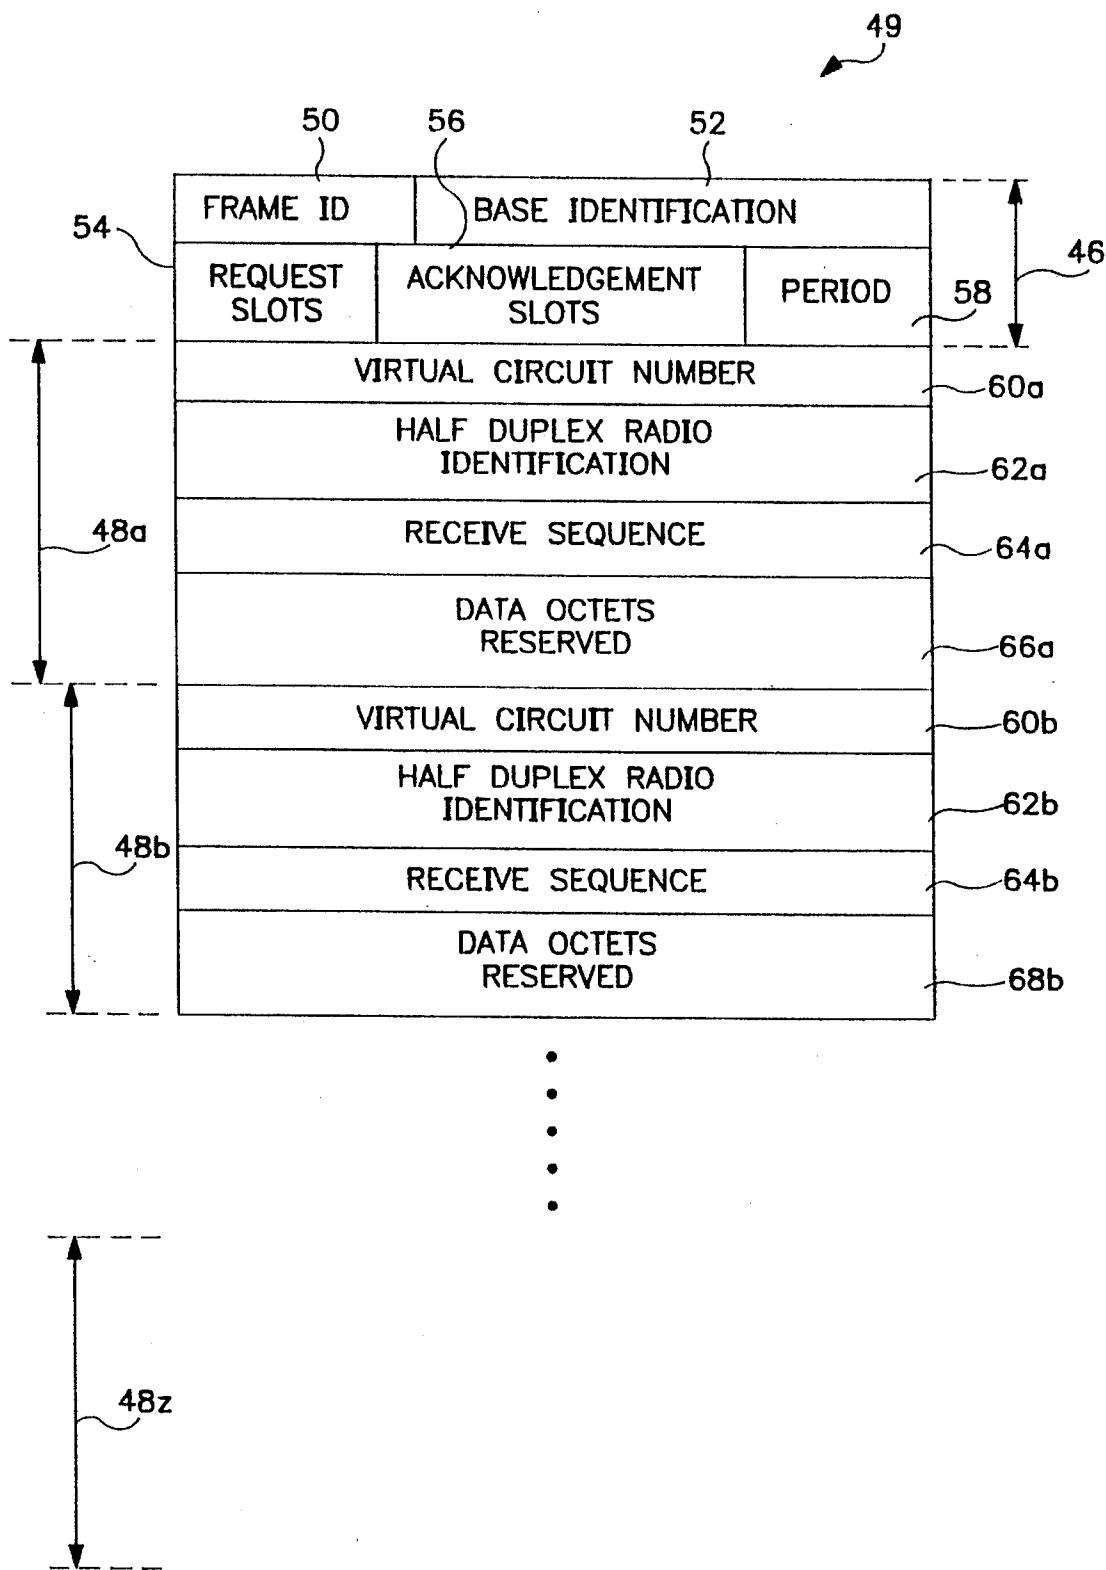 49
50 56 52
FRAME ID BASE IDENTIFICATION
54
46
REQUEST SLOTS
ACKNOWLEDGEMENT SLOTS
PERIOD
58
VIRTUAL CIRCUIT NUMBER
60a
HALF DUPLEX RADIO
IDENTIFICATION
62a
48a
RECEIVE SEQUENCE
64a
DATA OCTETS
RESERVED
66a
VIRTUAL CIRCUIT NUMBER
60b
HALF DUPLEX RADIO
IDENTIFICATION
62b
48b
RECEIVE SEQUENCE
64b
DATA OCTETS
RESERVED
68b
48z